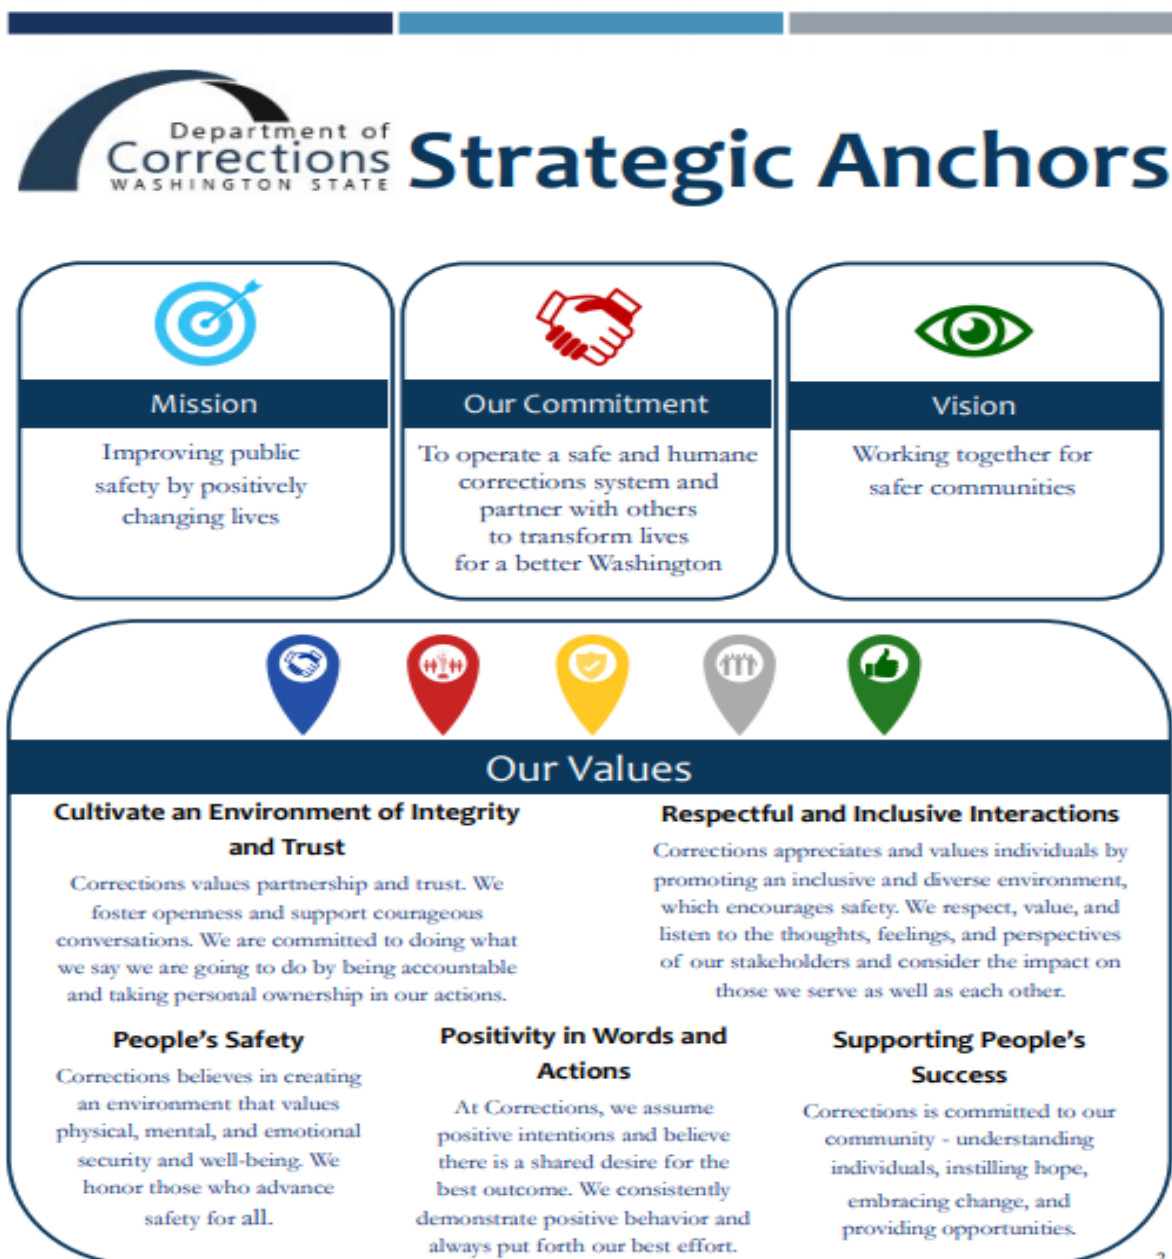 Department of
Corrections
WASHINGTON STATE
Strategic Anchors
Mission
Improving public
safety by positively
changing lives
Our Commitment
To operate a safe and humane
corrections system and
partner with others
to transform lives
for a better Washington
Vision
Working together for
safer communities
Our Values
Cultivate an Environment of Integrity
and Trust
Corrections values partnership and trust. We
foster openness and support courageous
conversations. We are committed to doing what
we say we are going to do by being accountable
and taking personal ownership in our actions.
Respectful and Inclusive Interactions
Corrections appreciates and values individuals by
promoting an inclusive and diverse environment,
which encourages safety. We respect, value, and
listen to the thoughts, feelings, and perspectives
of our stakeholders and consider the impact on
those we serve as well as each other.
People's Safety
Corrections believes in creating
an environment that values
physical, mental, and emotional
security and well-being. We
honor those who advance
safety for all.
Positivity in Words and
Actions
At Corrections, we assume
positive intentions and believe
there is a shared desire for the
best outcome. We consistently
demonstrate positive behavior and
always put forth our best effort.
Supporting People's
Success
Corrections is committed to our
community - understanding
individuals, instilling hope,
embracing change, and
providing opportunities.